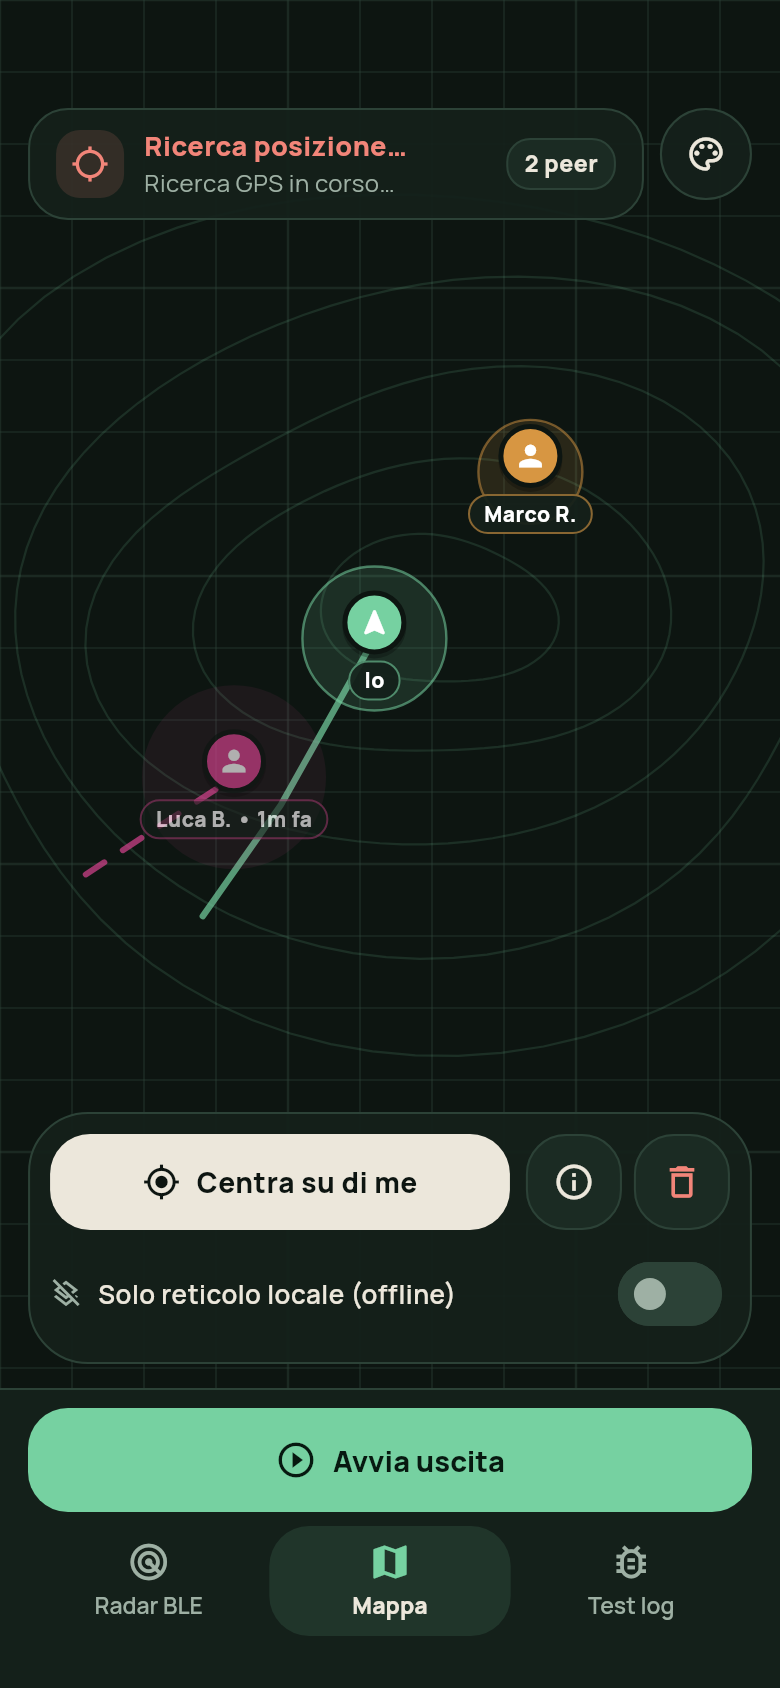 Ricerca posizione...
Ricerca GPS in corso...
2 peer
Marco R.
Io
Luca B. • 1m fa
Centra su di me
Solo reticolo locale (offline)
Avvia uscita
Radar BLE
Mappa
Test log